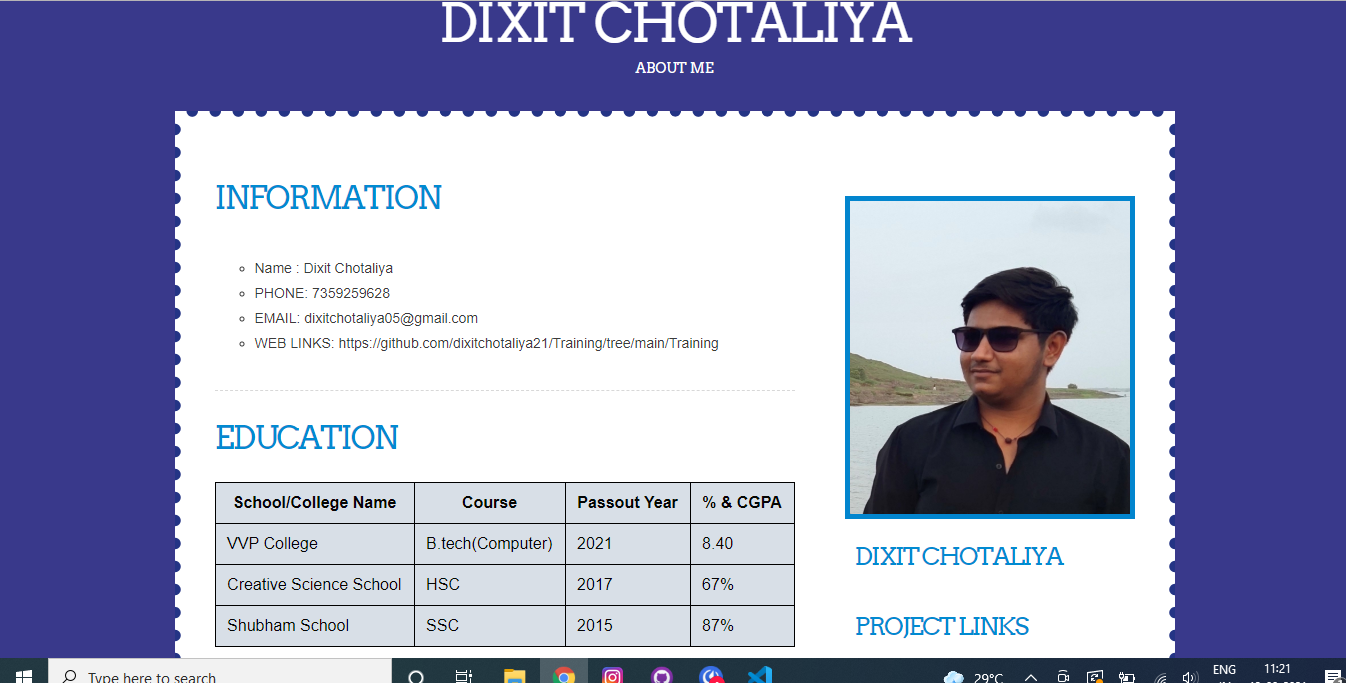 DIXIT CHOTALIYA
ABOUT ME
INFORMATION
Name : Dixit Chotaliya
PHONE: 7359259628
EMAIL: dixitchotaliya05@gmail.com
WEB LINKS: https://github.com/dixitchotaliya21/Training/tree/main/Training
EDUCATION
School/College Name Course Passout Year % & CGPA
VVP College B.tech(Computer) 2021 8.40
Creative Science School HSC 2017 67%
Shubham School SSC 2015 87%
DIXIT CHOTALIYA
PROJECT LINKS
Type here to search
29°C
ENG
11:21